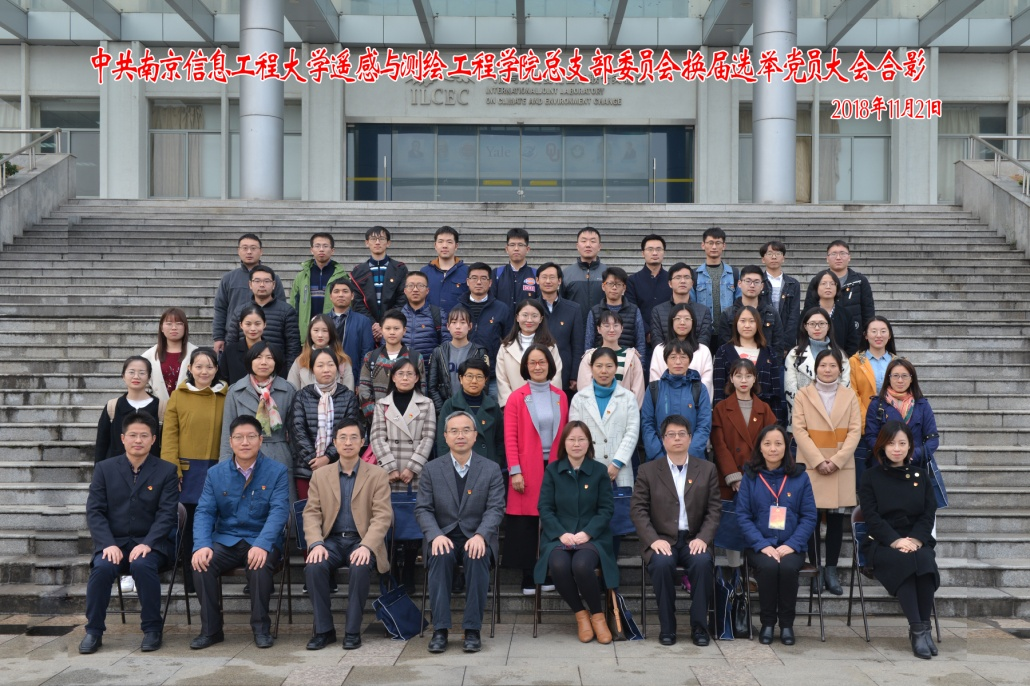 中共南京信息工程大学遥感与测绘工程学院总支部委员会换届选举党员大会合影
2018年11月21日
ILCEC
INTERNATIONAL JOINT LABORATORY
ON CLIMATE AND ENVIRONMENT CHANGE
Yale